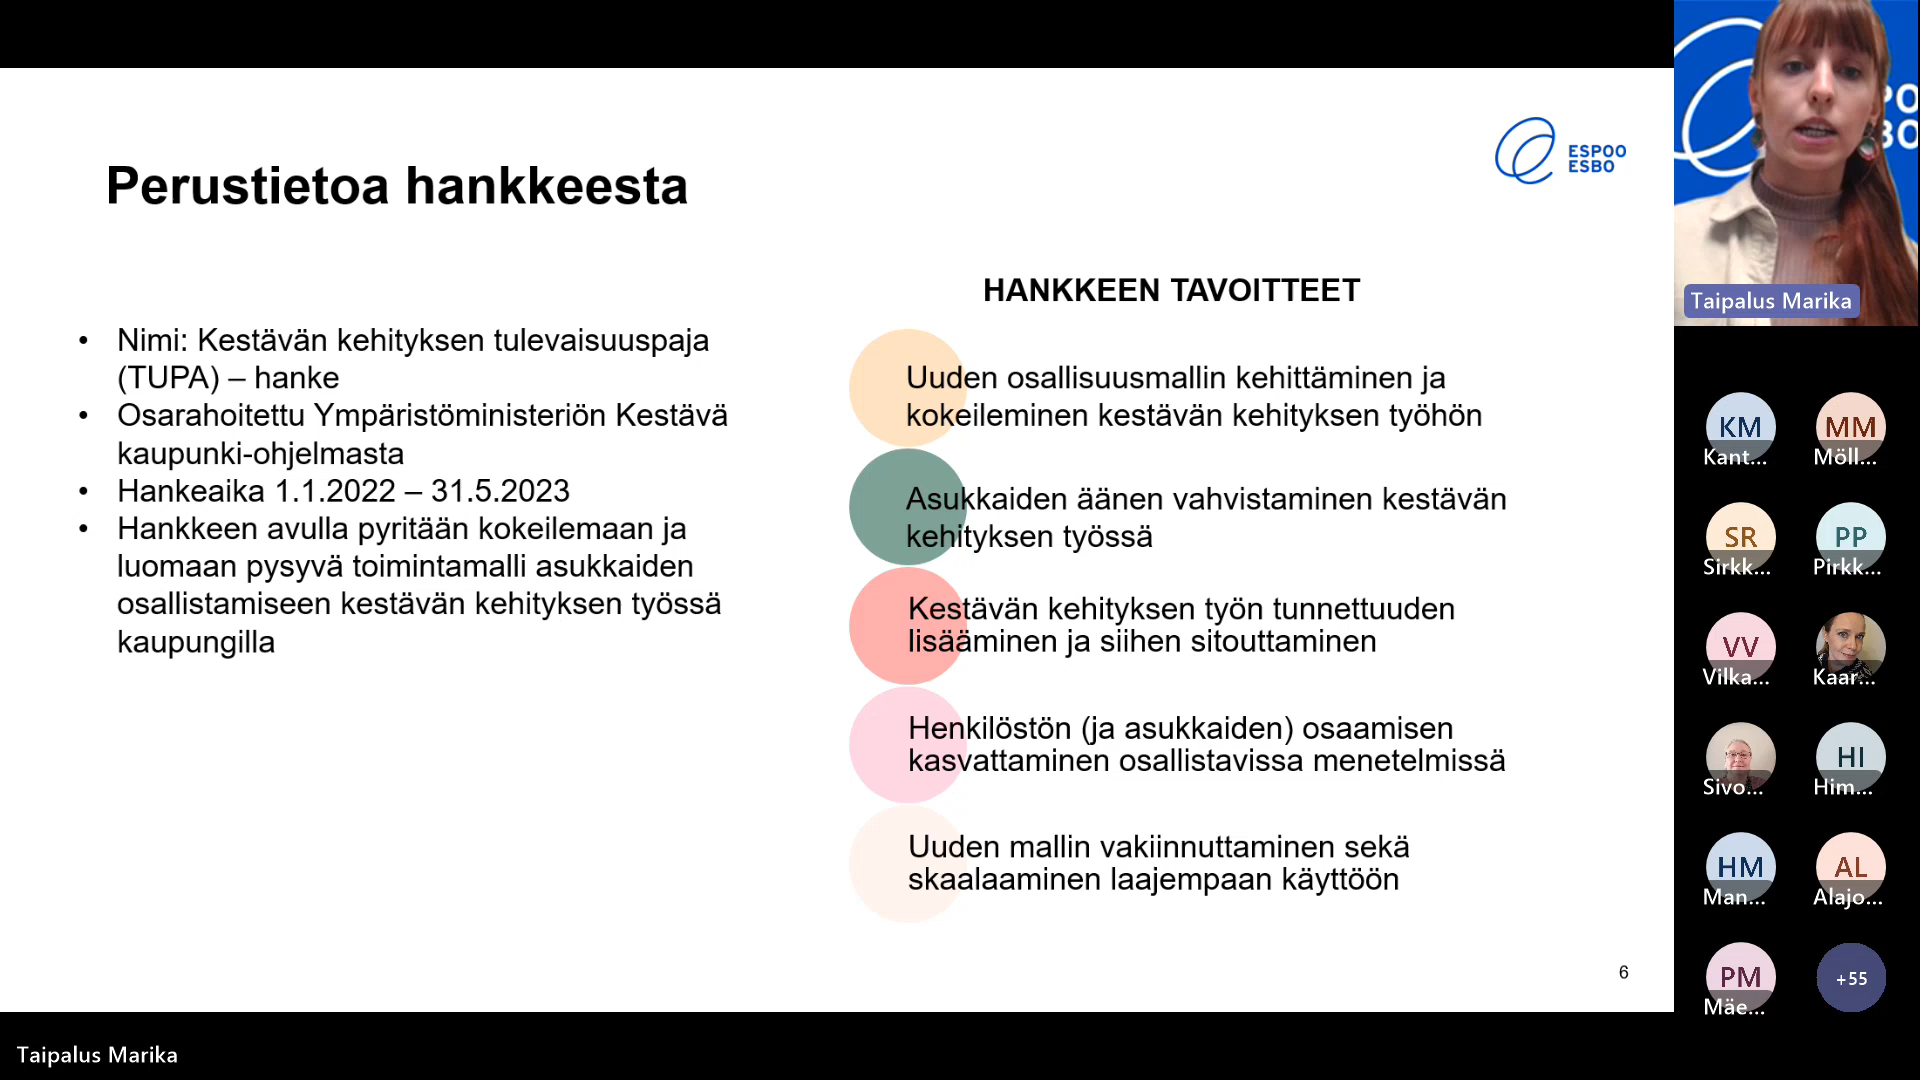 Perustietoa hankkeesta
ESPOO
ESBO
• Nimi: Kestävän kehityksen tulevaisuuspaja
(TUPA) – hanke
• Osarahoitettu Ympäristöministeriön Kestävä
kaupunki-ohjelmasta
• Hankeaika 1.1.2022 – 31.5.2023
• Hankkeen avulla pyritään kokeilemaan ja
luomaan pysyvä toimintamalli asukkaiden
osallistamiseen kestävän kehityksen työssä
kaupungilla
HANKKEEN TAVOITTEET
Uuden osallisuusmallin kehittäminen ja
kokeileminen kestävän kehityksen työhön
Asukkaiden äänen vahvistaminen kestävän
kehityksen työssä
Kestävän kehityksen työn tunnettuuden
lisääminen ja siihen sitouttaminen
Henkilöstön (ja asukkaiden) osaamisen
kasvattaminen osallistavissa menetelmissä
Uuden mallin vakiinnuttaminen sekä
skaalaaminen laajempaan käyttöön
6
PO
BO
Taipalus Marika
KM
Kant...
MM
Möll...
SR
Sirkk...
PP
Pirkk...
VV
Vilka...
Kaar...
Sivo...
HI
Him...
HM
Man...
AL
Alajo...
PM
Mäe...
+55
Taipalus Marika